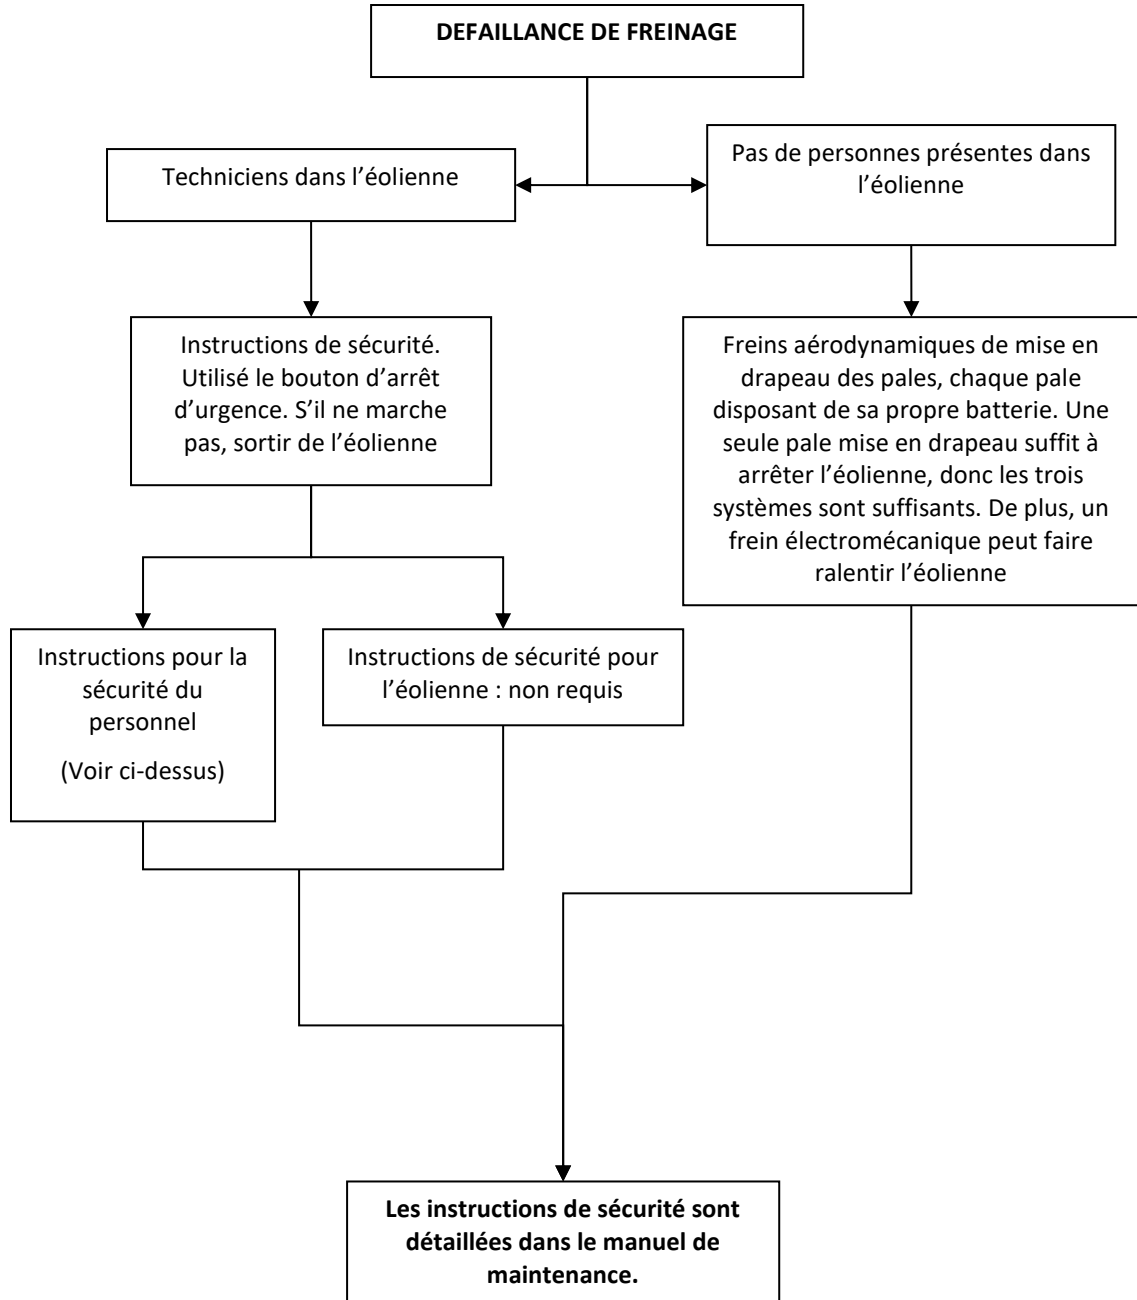 DEFAILLANCE DE FREINAGE
Techniciens dans l’éolienne
Pas de personnes présentes dans
l’éolienne
Instructions de sécurité.
Utilisé le bouton d’arrêt
d’urgence. S’il ne marche
pas, sortir de l’éolienne
Freins aérodynamiques de mise en
drapeau des pales, chaque pale
disposant de sa propre batterie. Une
seule pale mise en drapeau suffit à
arrêter l’éolienne, donc les trois
systèmes sont suffisants. De plus, un
frein électromécanique peut faire
ralentir l’éolienne
Instructions pour la
sécurité du
personnel
(Voir ci-dessus)
Instructions de sécurité pour
l’éolienne : non requis
Les instructions de sécurité sont
détaillées dans le manuel de
maintenance.